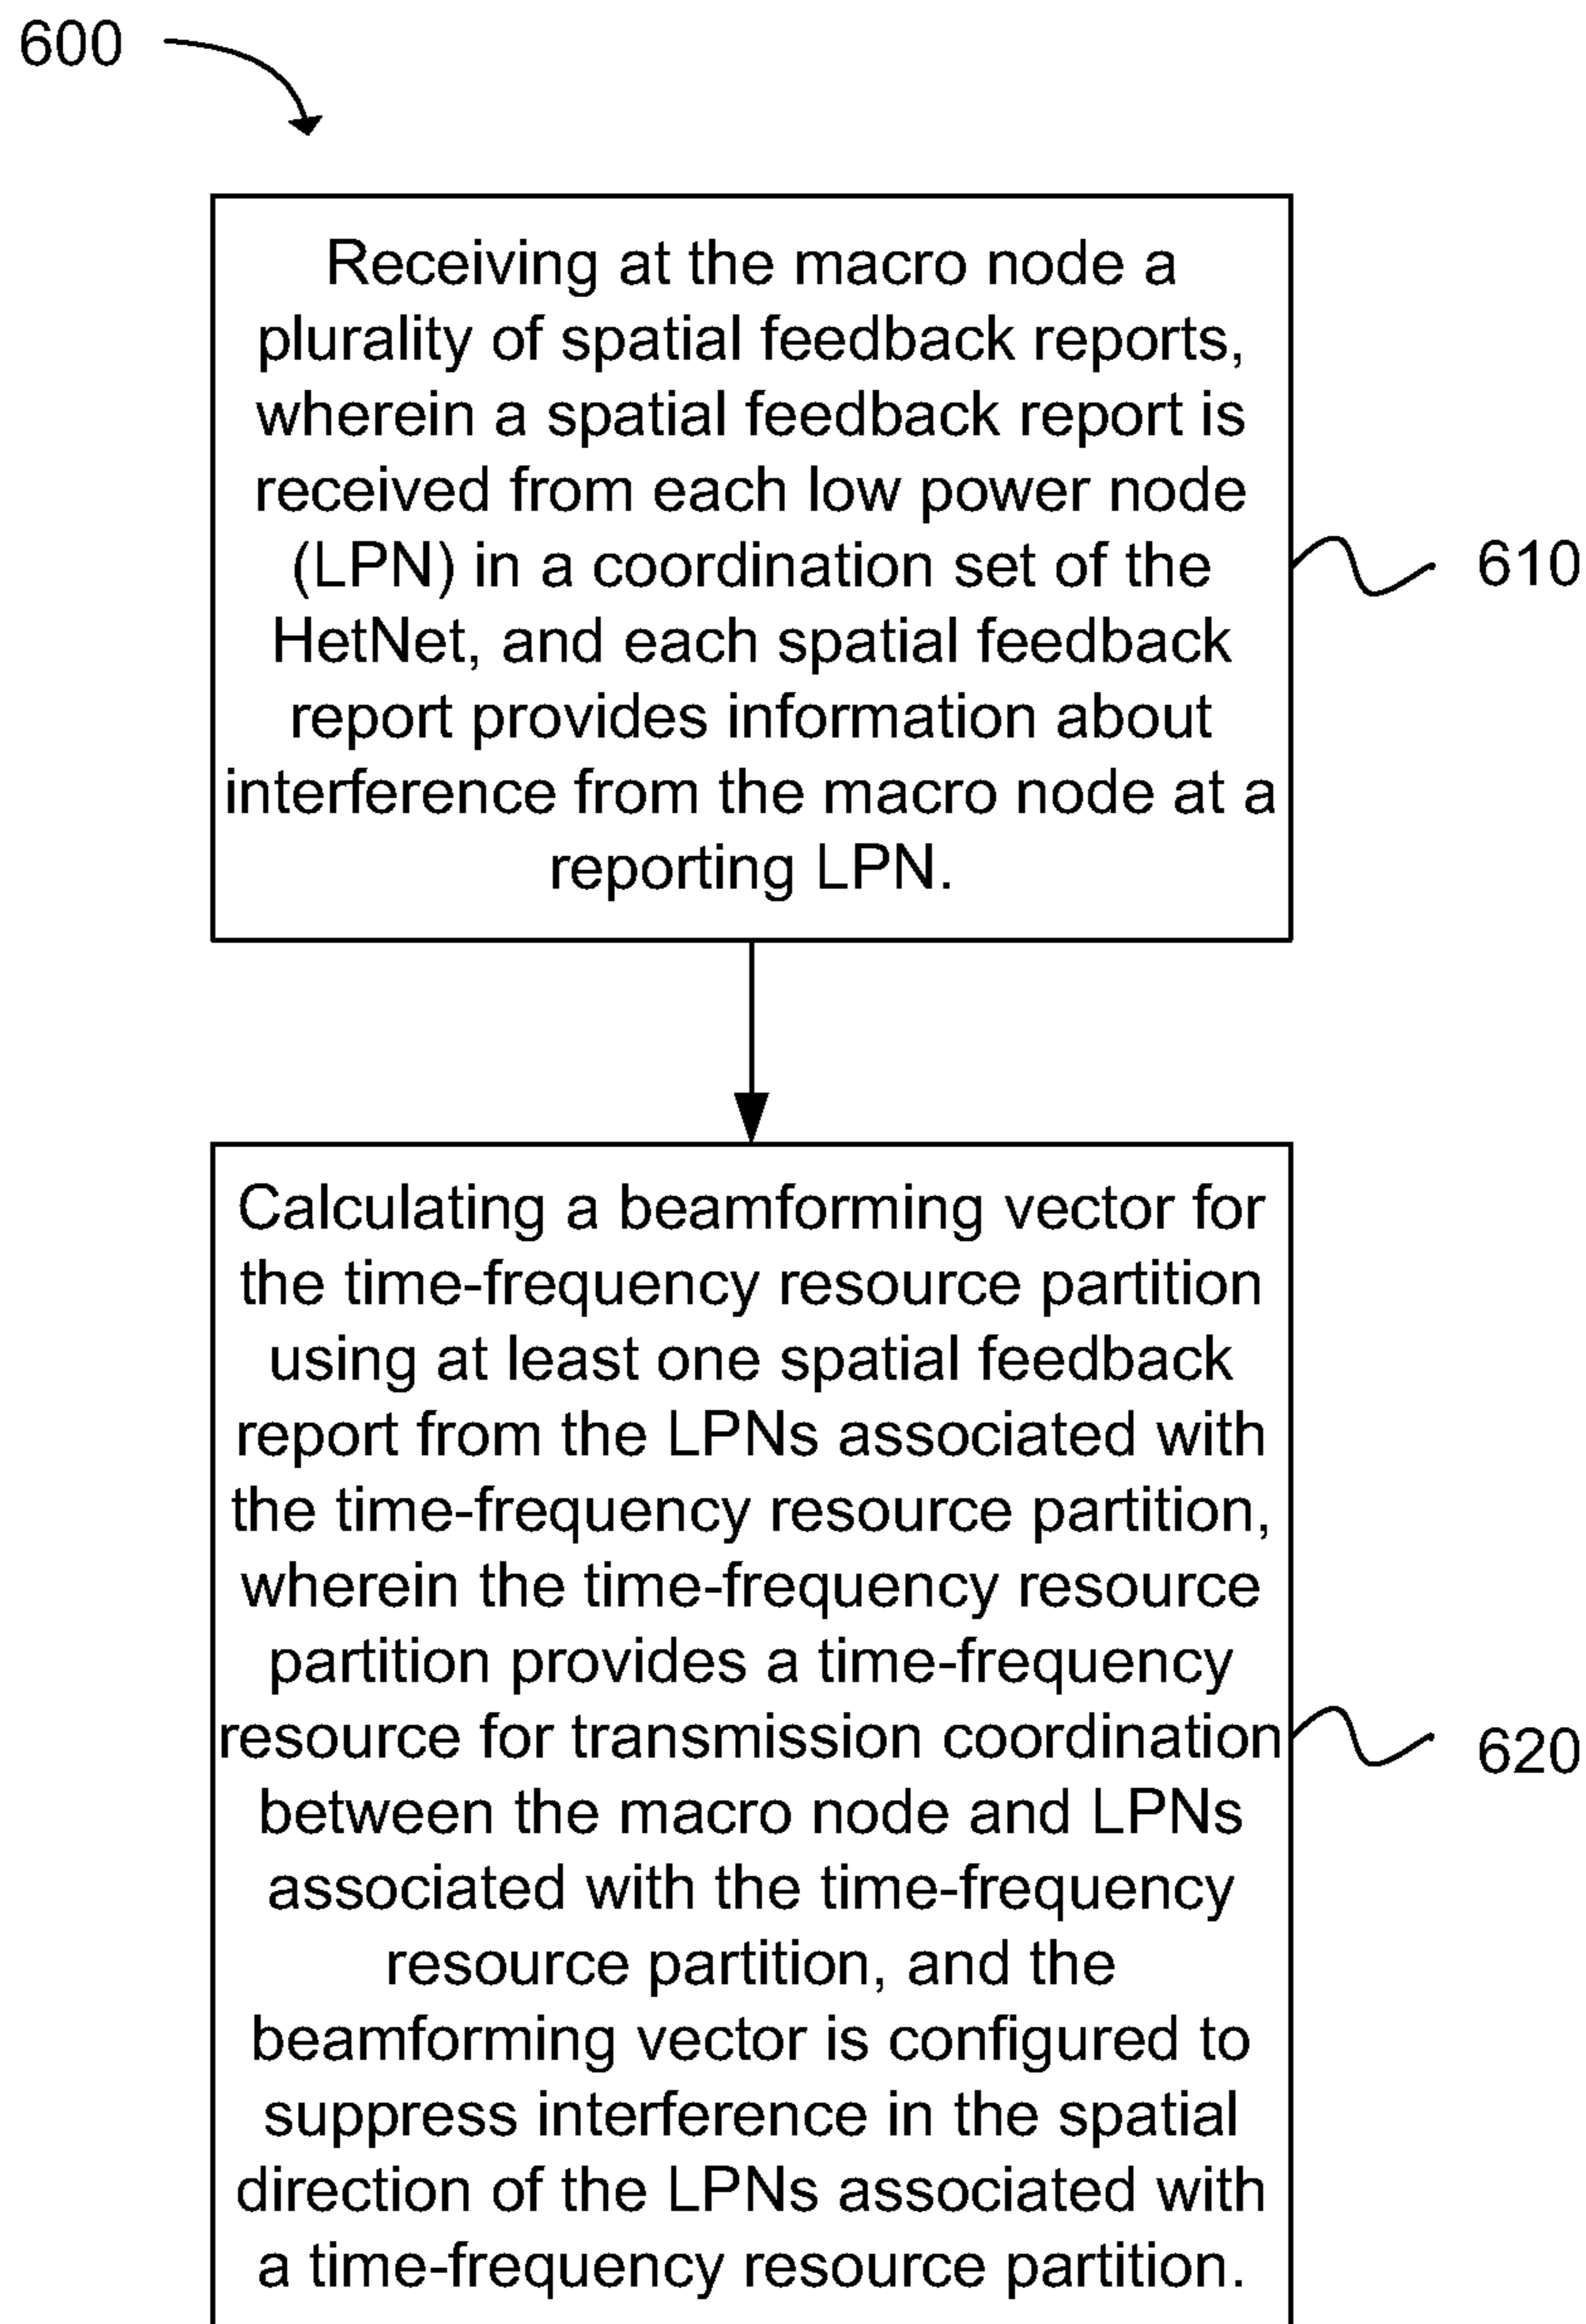 600
Receiving at the macro node a
plurality of spatial feedback reports,
wherein a spatial feedback report is
received from each low power node
(LPN) in a coordination set of the
HetNet, and each spatial feedback
report provides information about
interference from the macro node at a
reporting LPN.
610
Calculating a beamforming vector for
the time-frequency resource partition
using at least one spatial feedback
report from the LPNs associated with
the time-frequency resource partition,
wherein the time-frequency resource
partition provides a time-frequency
resource for transmission coordination
between the macro node and LPNs
associated with the time-frequency
resource partition, and the
beamforming vector is configured to
suppress interference in the spatial
direction of the LPNs associated with
a time-frequency resource partition.
620